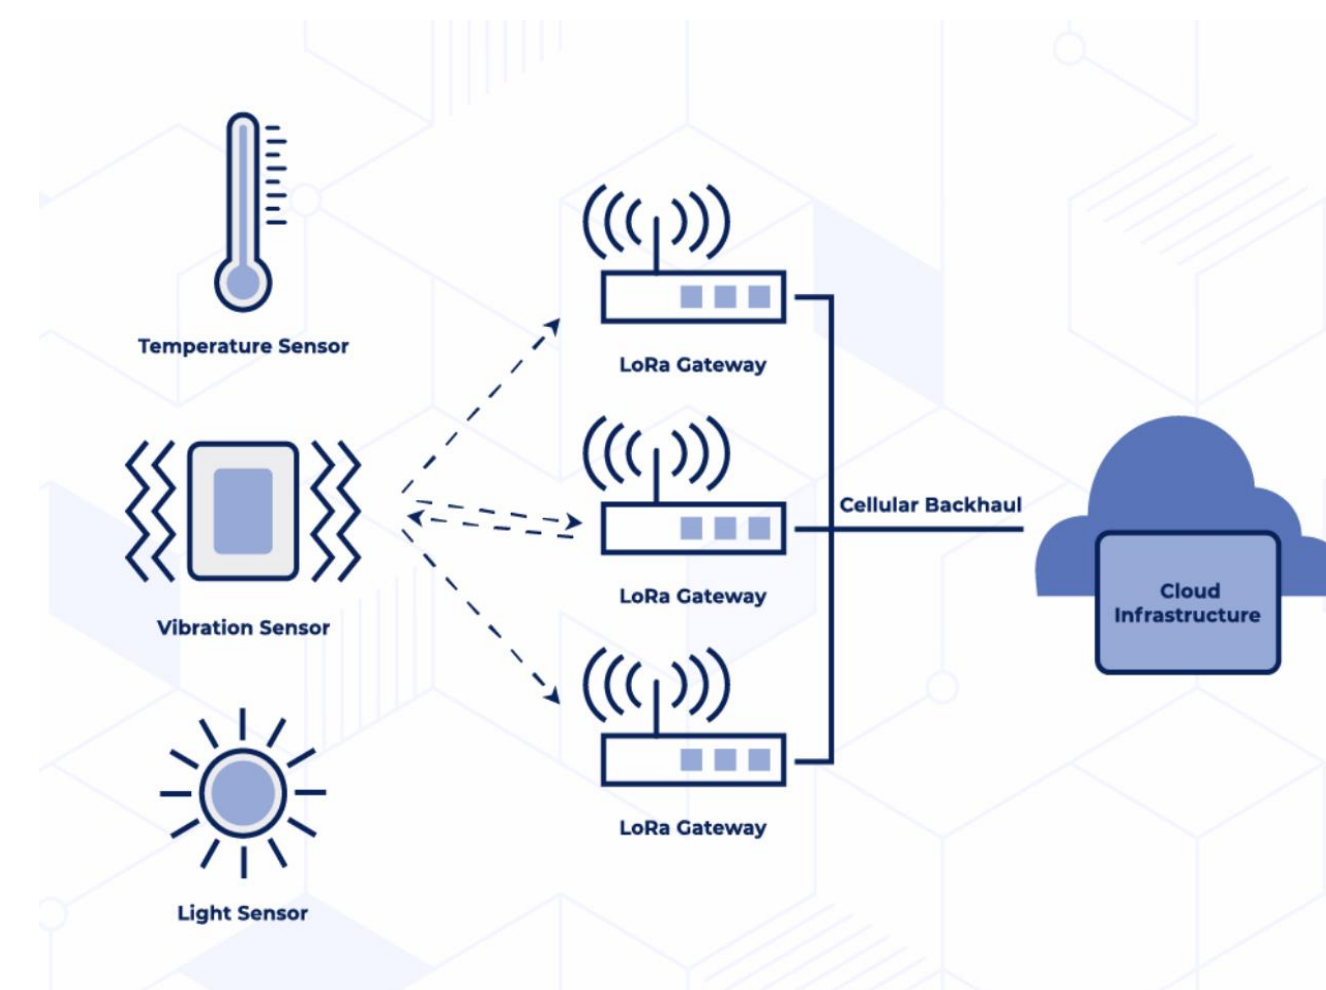 Temperature Sensor
Vibration Sensor
Light Sensor
LoRa Gateway
LoRa Gateway
LoRa Gateway
Cellular Backhaul
Cloud
Infrastructure